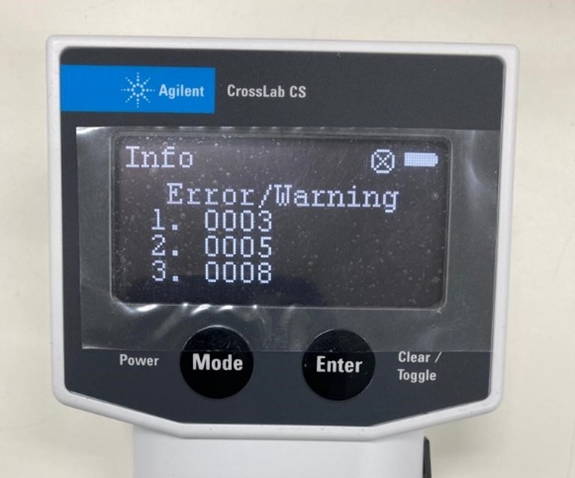 Agilent CrossLab CS
Info
Error/Warning
1. 0003
2. 0005
3. 0008
Power Mode Enter Clear /
Toggle